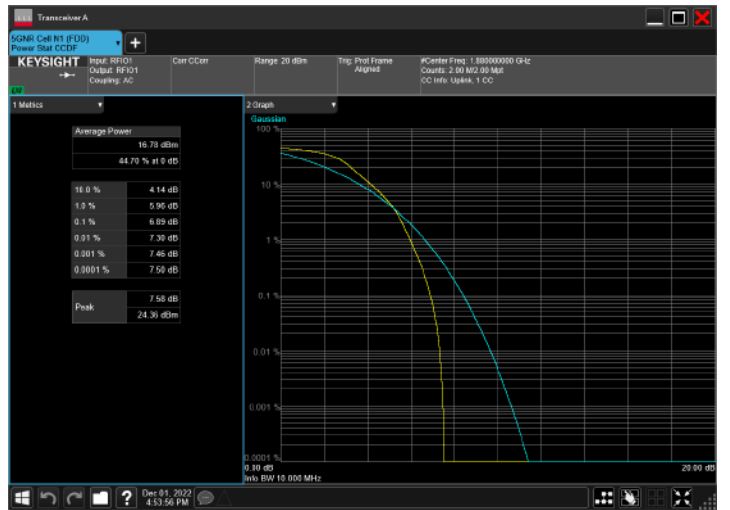 Transceiver A
5GNR Cell N1 (FDD)
Power Stat CCDF
KEYSIGHT
Input: RFIO1
Output: RFIO1
Coupling: AC
Corr CCorr
Range: 20 dBm
Trig: Prot Frame
Aligned
#Center Freq: 1.880000000 GHz
Counts: 2.00 M/2.00 Mpt
CC Info: Uplink, 1 CC
1 Metrics
Average Power
16.78 dBm
44.70 % at 0 dB
10.0 % 4.14 dB
1.0 % 5.96 dB
0.1 % 6.89 dB
0.01 % 7.30 dB
0.001 % 7.46 dB
0.0001 % 7.50 dB
Peak
7.58 dB
24.36 dBm
2 Graph
Gaussian
100 %
10 %
1 %
0.1 %
0.01 %
0.001 %
0.0001 %
0.00 dB
20.00 dB
Info BW 10.000 MHz
Dec 01, 2022
4:53:56 PM